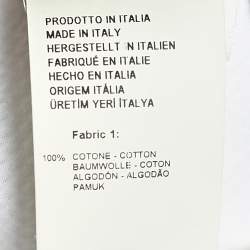 PRODOTTO IN ITALIA
MADE IN ITALY
HERGESTELLT IN ITALIEN
FABRIQUÉ EN ITALIE
HECHO EN ITALIA
ORIGEM ITÁLIA
ÜRETİM YERİ İTALYA
Fabric 1:
100% COTONE - COTTON
BAUMWOLLE - COTON
ALGODÓN - ALGODÃO
PAMUK